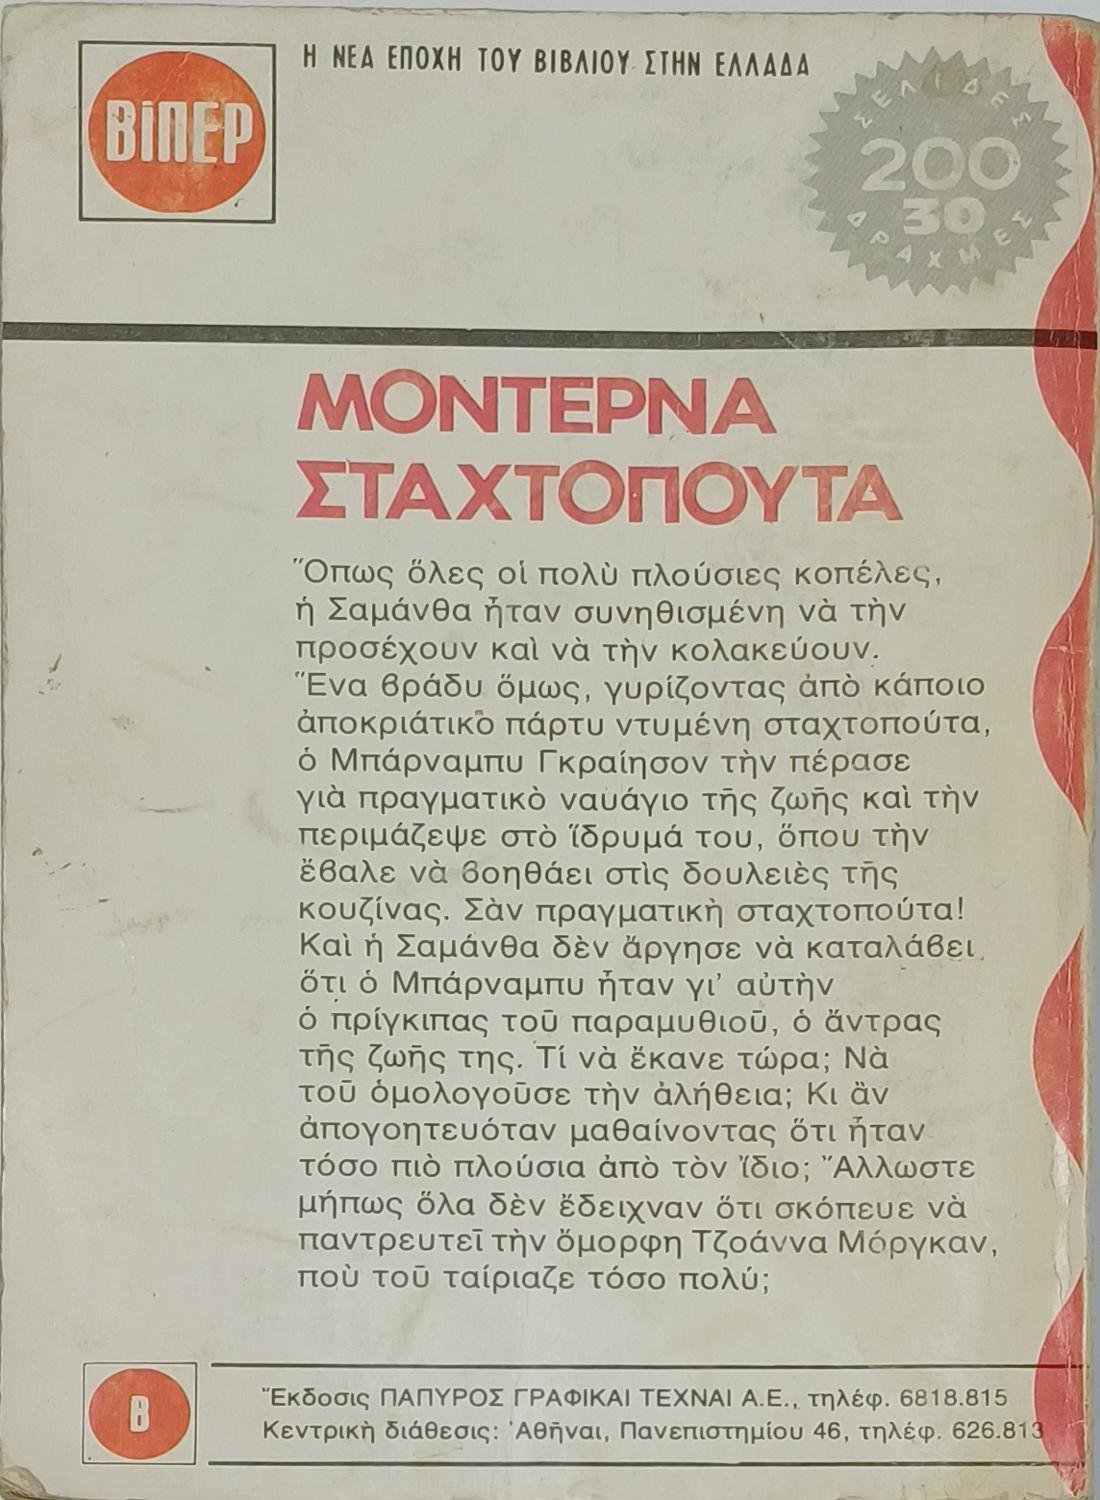 ΒΙΠΕΡ
Η ΝΕΑ ΕΠΟΧΗ ΤΟΥ ΒΙΒΛΙΟΥ ΣΤΗΝ ΕΛΛΑΔΑ
ΣΕΛΙΔΕΣ
200
30
ΔΡΑΧΜΕΣ
ΜΟΝΤΕΡΝΑ
ΣΤΑΧΤΟΠΟΥΤΑ
Ὅπως ὅλες οἱ πολὺ πλούσιες κοπέλες,
ἡ Σαμάνθα ἦταν συνηθισμένη νὰ τὴν
προσέχουν καὶ νὰ τὴν κολακεύουν.
Ἕνα βράδυ ὅμως, γυρίζοντας ἀπὸ κάποιο
ἀποκριάτικο πάρτυ ντυμένη σταχτοπούτα,
ὁ Μπάρναμπυ Γκραίησον τὴν πέρασε
γιὰ πραγματικὸ ναυάγιο τῆς ζωῆς καὶ τὴν
περιμάζεψε στὸ ἵδρυμά του, ὅπου τὴν
ἔβαλε νὰ βοηθάει στὶς δουλειὲς τῆς
κουζίνας. Σὰν πραγματικὴ σταχτοπούτα!
Καὶ ἡ Σαμάνθα δὲν ἄργησε νὰ καταλάβει
ὅτι ὁ Μπάρναμπυ ἦταν γι' αὐτὴν
ὁ πρίγκιπας τοῦ παραμυθιοῦ, ὁ ἄντρας
τῆς ζωῆς της. Τί νὰ ἔκανε τώρα; Νὰ
τοῦ ὁμολογοῦσε τὴν ἀλήθεια; Κι ἂν
ἀπογοητευόταν μαθαίνοντας ὅτι ἦταν
τόσο πιὸ πλούσια ἀπὸ τὸν ἴδιο; Ἄλλωστε
μήπως ὅλα δὲν ἔδειχναν ὅτι σκόπευε νὰ
παντρευτεῖ τὴν ὄμορφη Τζοάννα Μόργκαν,
ποὺ τοῦ ταίριαζε τόσο πολύ;
Β
Ἔκδοσις ΠΑΠΥΡΟΣ ΓΡΑΦΙΚΑΙ ΤΕΧΝΑΙ Α.Ε., τηλέφ. 6818.815
Κεντρικὴ διάθεσις: Ἀθῆναι, Πανεπιστημίου 46, τηλέφ. 626.813